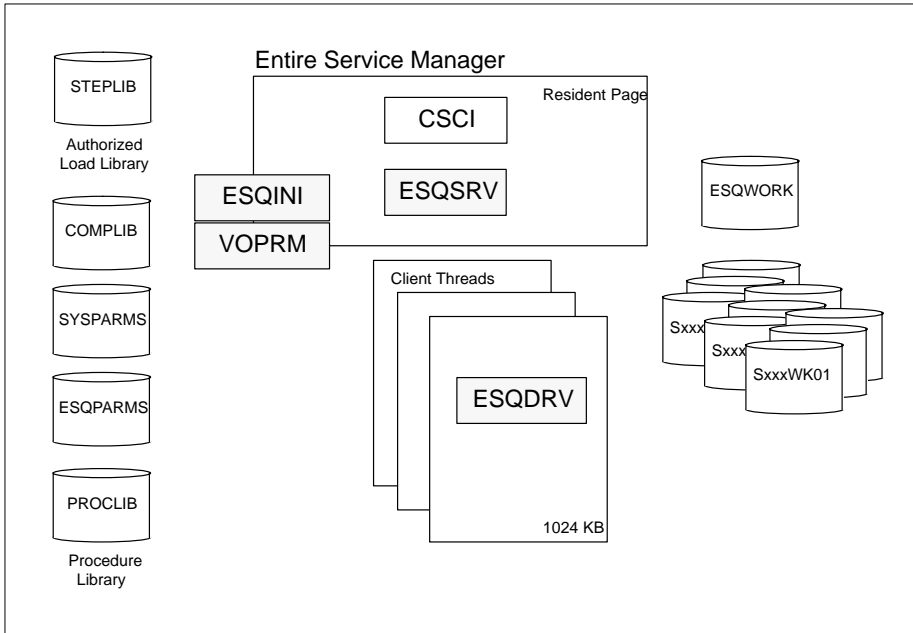 Entire Service Manager
STEPLIB
Authorized
Load Library
COMPLIB
SYSPARMS
ESQPARMS
PROCLIB
Procedure
Library
Resident Page
CSCI
ESQSRV
ESQINI
VOPRM
Client Threads
ESQDRV
1024 KB
ESQWORK
Sxxx
Sxxx
SxxxWK01